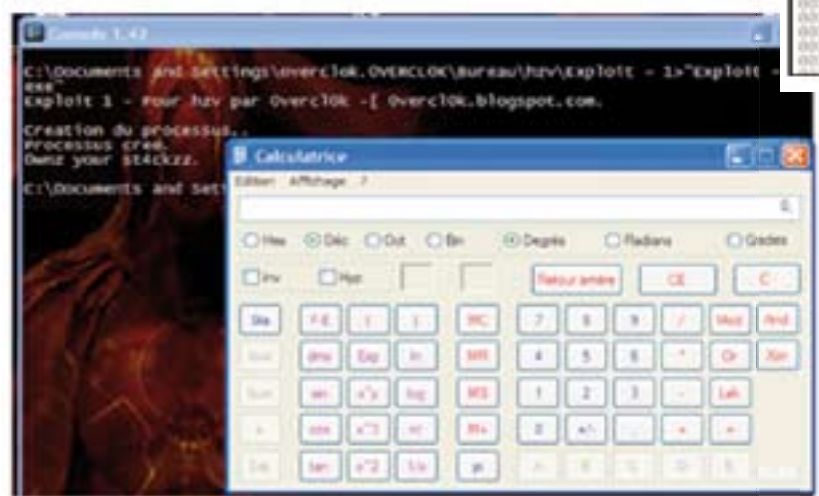 Console 1.42
C:\Documents and Settings\overclok.OVERCLOK\Bureau\hzv\Exploit - 1>"Exploit -
exe"
Exploit 1 - Pour hzv par Overcl0k -[ Overcl0k.blogspot.com.
Creation du processus..
Processus cree.
Ownz your st4ckzz.
C:\Documents and Set
Calculatrice
Edition Affichage ?
0,
Hex Déc Oct Bin Degrés Radians Grades
Inv Hyp Retour arrière CE C
Sta F-E ( ) MC 7 8 9 / Mod And
dms Exp ln MR 4 5 6 * Or Xor
sin x^y log MS 1 2 3 - Lsh
cos x^3 n! M+ 0 +/- , + =
tan x^2 1/x pi